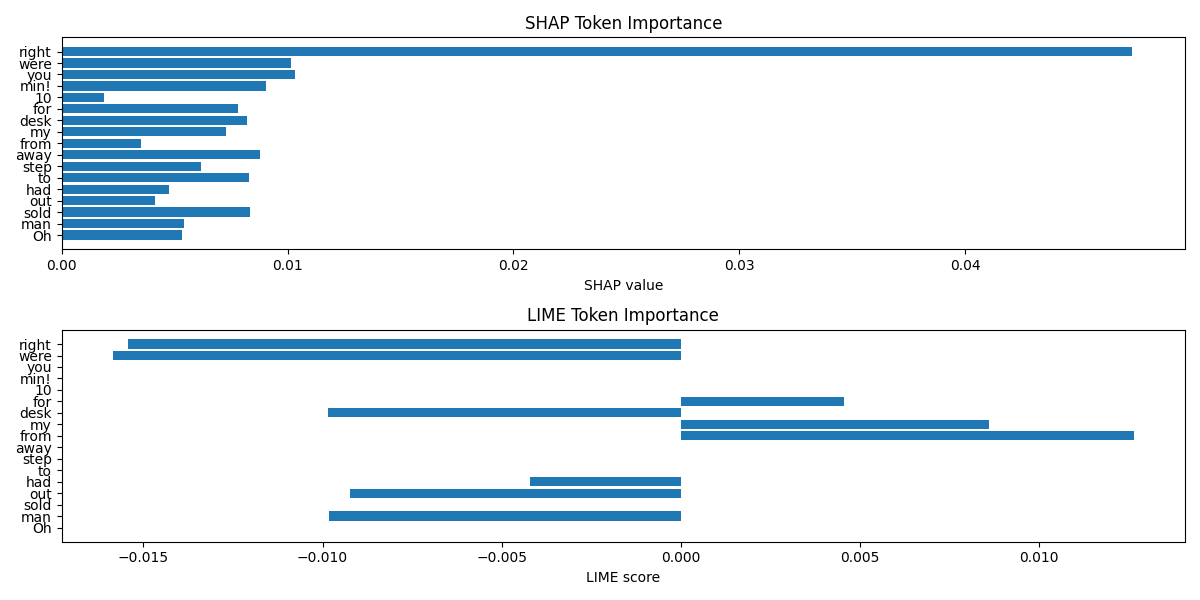 SHAP Token Importance
right
were
you
min!
10
for
desk
my
from
away
step
to
had
out
sold
man
Oh
0.00 0.01 0.02 0.03 0.04
SHAP value
LIME Token Importance
right
were
you
min!
10
for
desk
my
from
away
step
to
had
out
sold
man
Oh
−0.015 −0.010 −0.005 0.000 0.005 0.010
LIME score